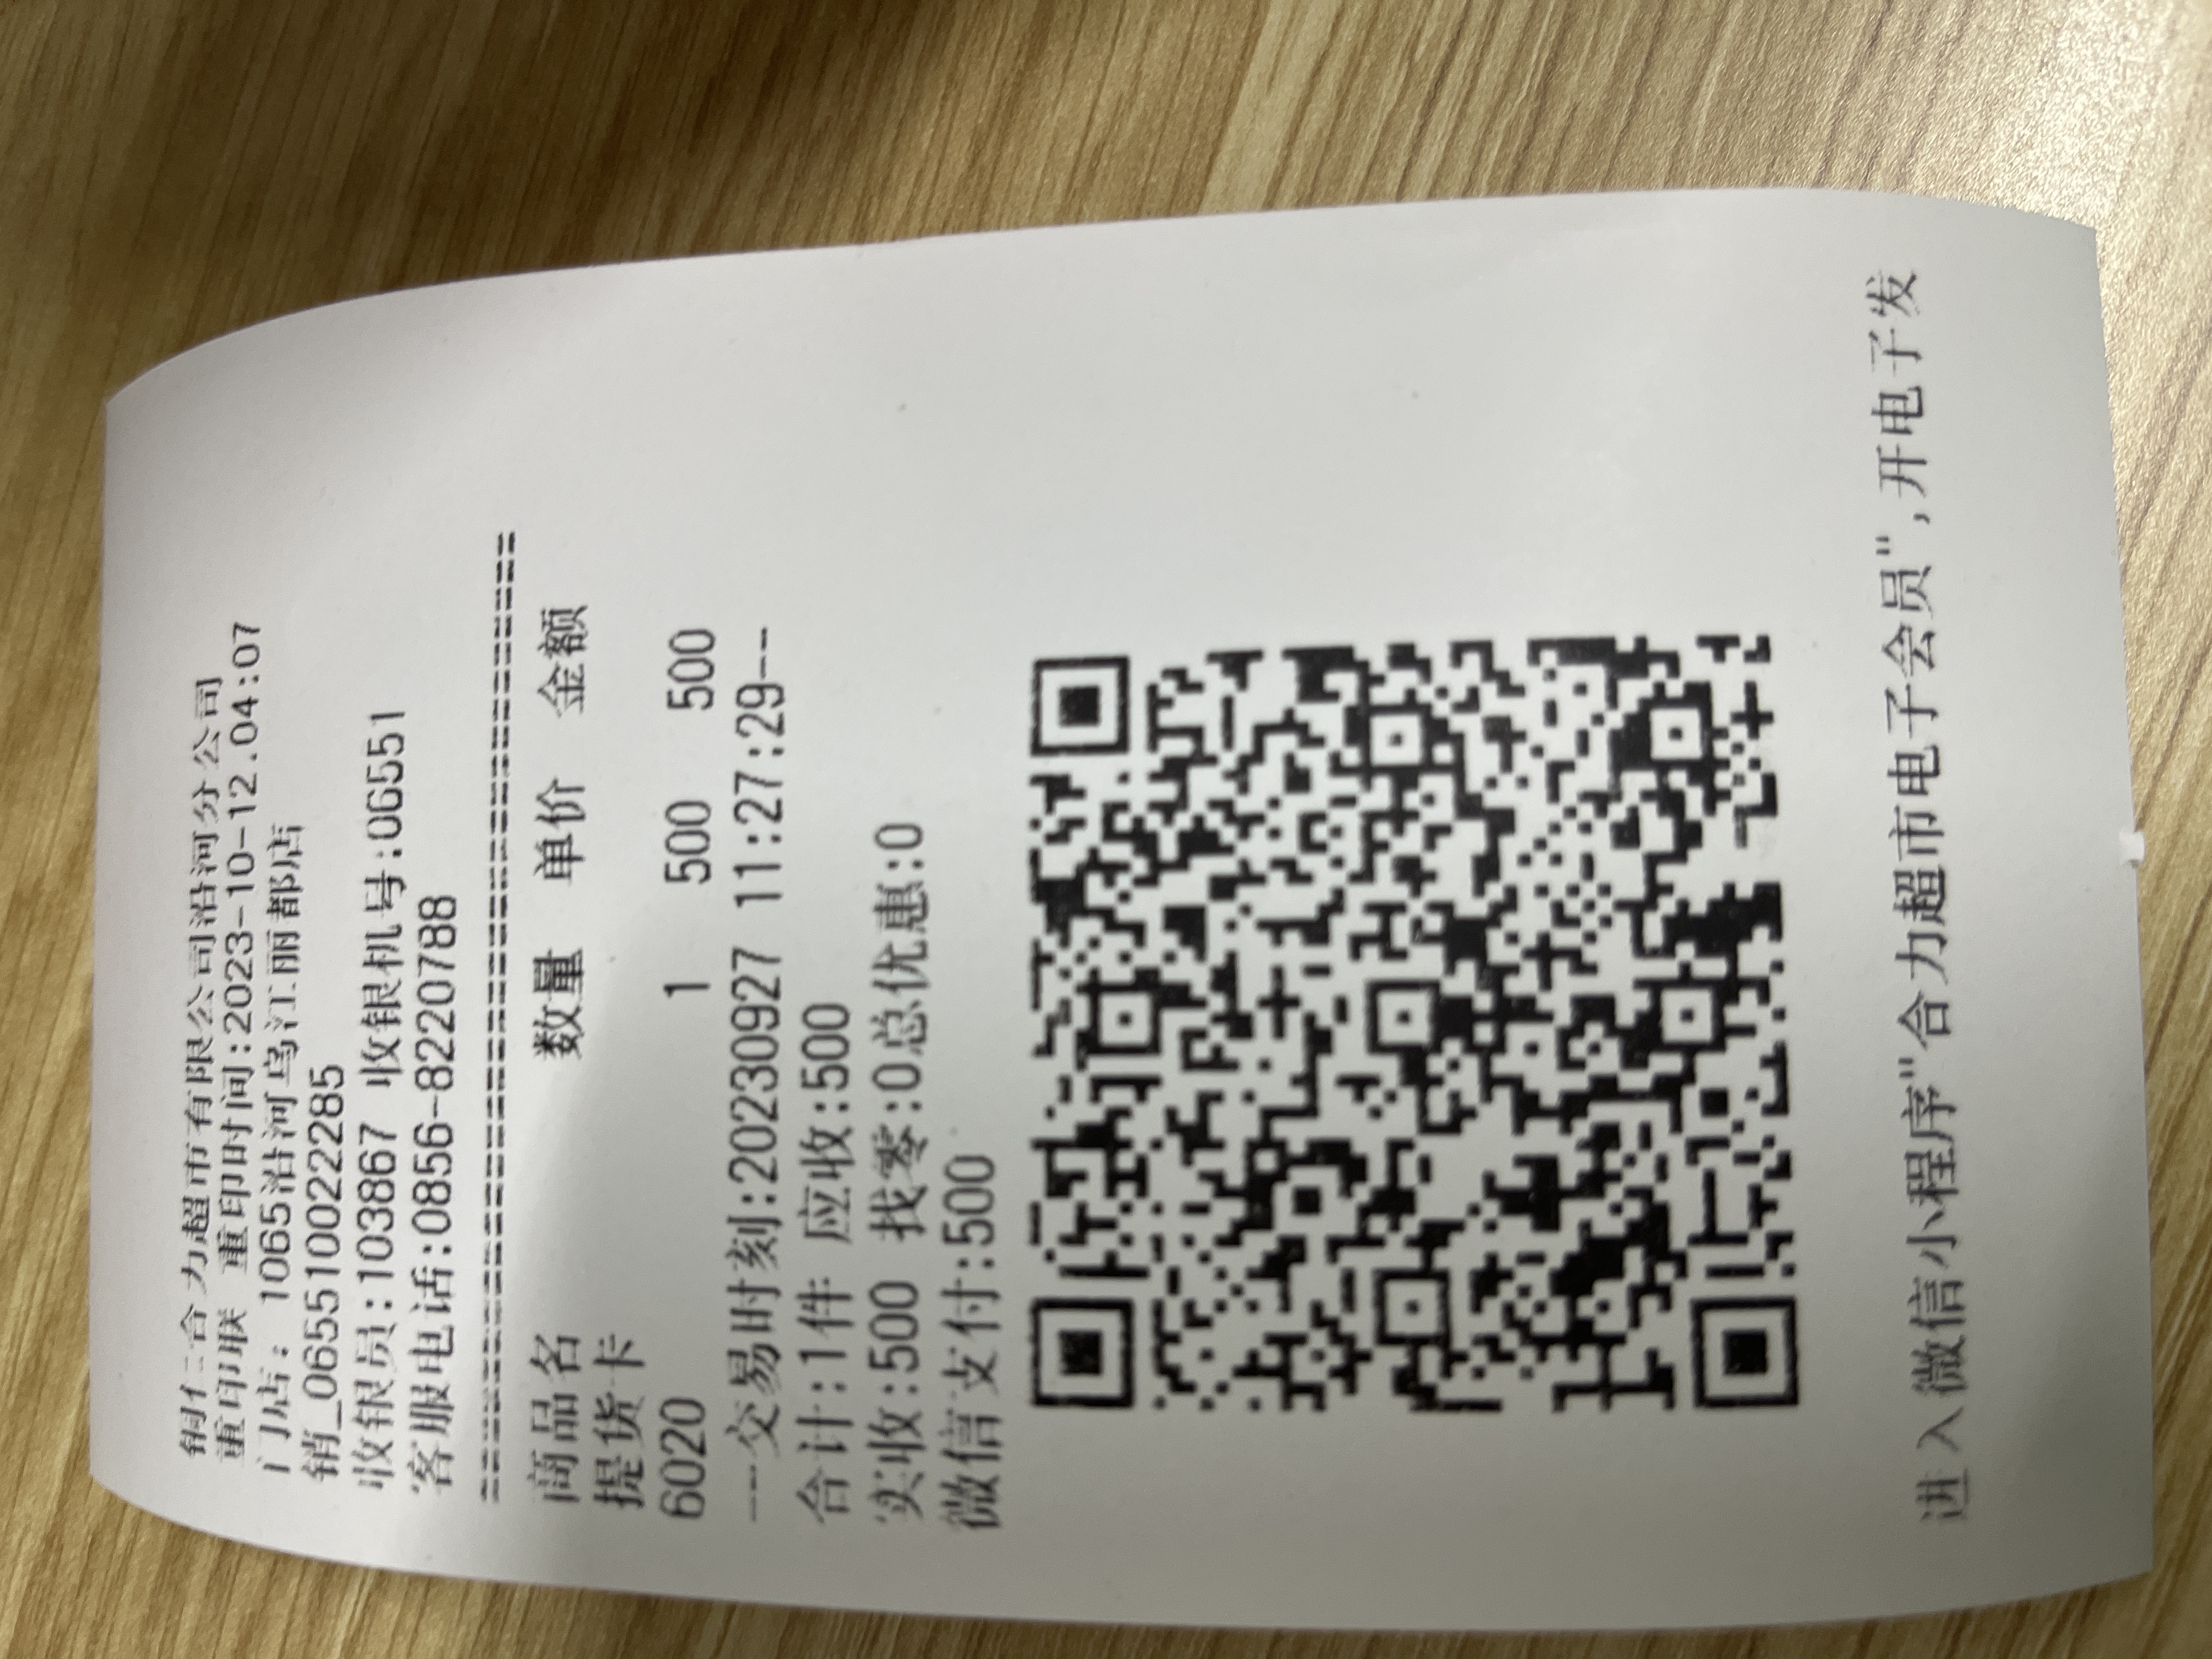 铜仁合力超市有限公司沿河分公司
重印联 重印时间:2023-10-12.04:07
门店: 1065沿河乌江丽都店
销_0655100022285
收银员:103867 收银机号:06551
客服电话:0856-8220788
========================================
商品名 数量 单价 金额
提货卡
6020 1 500 500
---交易时刻:20230927 11:27:29--
合计:1件 应收:500
实收:500 找零:0总优惠:0
微信支付:500
进入微信小程序"合力超市电子会员",开电子发